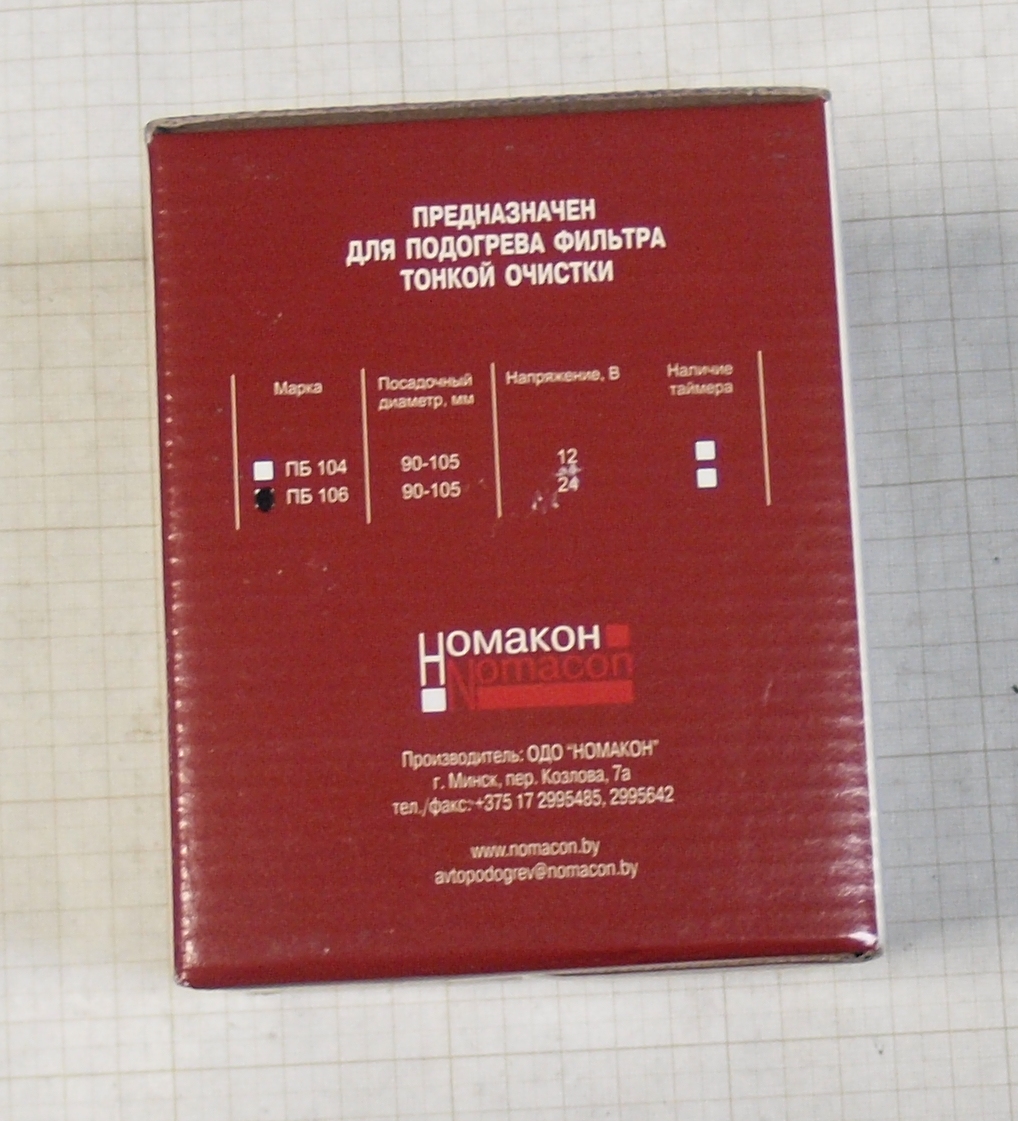 ПРЕДНАЗНАЧЕН
ДЛЯ ПОДОГРЕВА ФИЛЬТРА
ТОНКОЙ ОЧИСТКИ
Марка Посадочный диаметр, мм Напряжение, В Наличие таймера
ПБ 104 90-105 12
ПБ 106 90-105 24
Номакон
Nomacon
Производитель: ОДО "НОМАКОН"
г. Минск, пер. Козлова, 7а
тел./факс: +375 17 2995485, 2995642
www.nomacon.by
avtopodogrev@nomacon.by